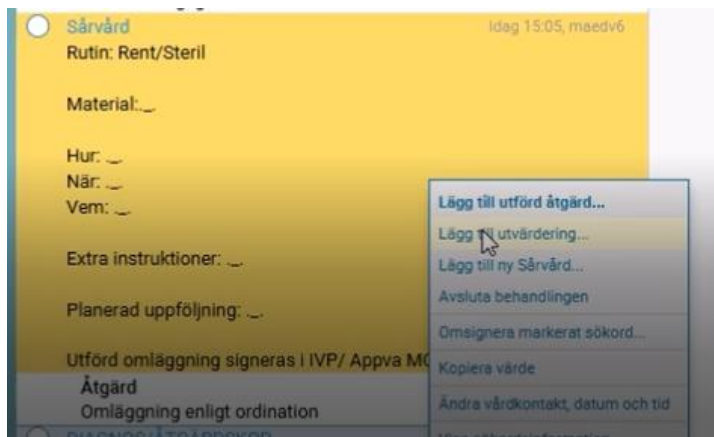 Sårvård
Idag 15:05, maedv6
Rutin: Rent/Steril
Material:._.
Hur: ._.
När: ._.
Vem: ._.
Extra instruktioner: ._.
Planerad uppföljning: ._.
Utförd omläggning signeras i IVP/ Appva
Åtgärd
Omläggning enligt ordination
Lägg till utförd åtgärd...
Lägg till utvärdering...
Lägg till ny Sårvård...
Avsluta behandlingen
Omsignera markerat sökord...
Kopiera värde
Ändra vårdkontakt, datum och tid